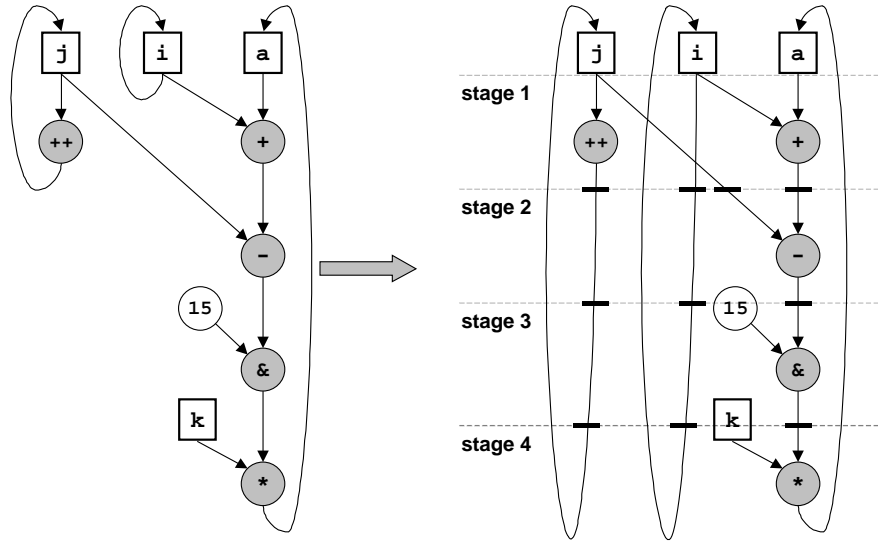 j i a
++ +
-
15
&
k
*
j i a
stage 1
++ +
stage 2
-
stage 3
15
&
k
stage 4
*